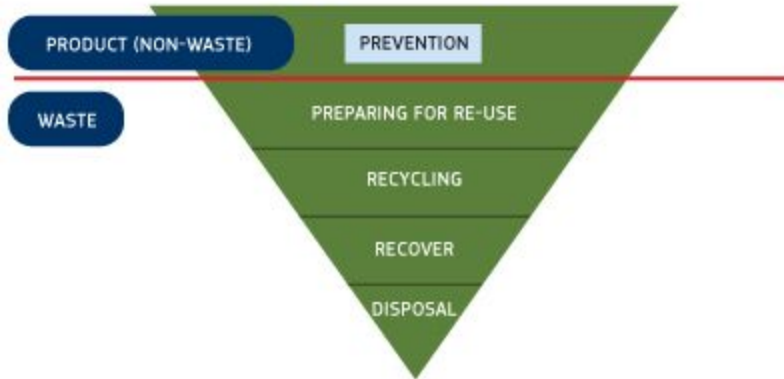 PRODUCT (NON-WASTE)
PREVENTION
WASTE
PREPARING FOR RE-USE
RECYCLING
RECOVER
DISPOSAL